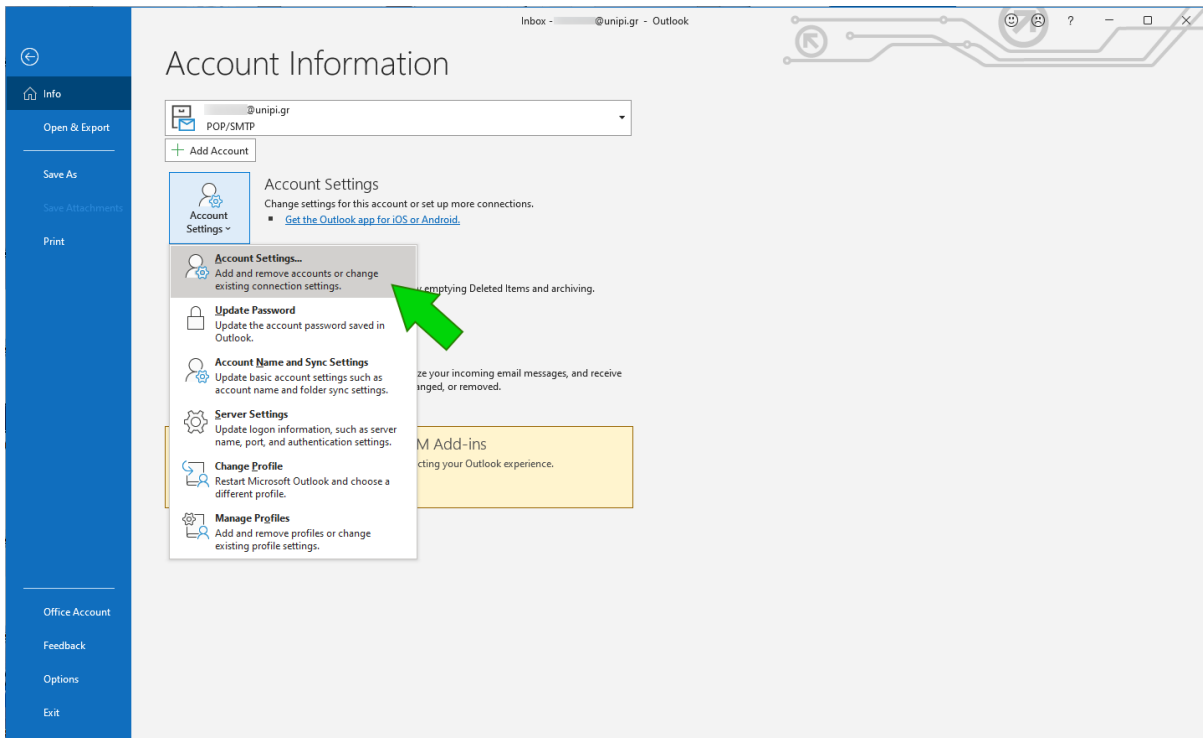 Inbox - @unipi.gr - Outlook
?
Account Information
Info
Open & Export
Save As
Save Attachments
Print
@unipi.gr
POP/SMTP
Add Account
Account
Settings
Account Settings
Change settings for this account or set up more connections.
Get the Outlook app for iOS or Android.
Account Settings...
Add and remove accounts or change
existing connection settings.
emptying Deleted Items and archiving.
Update Password
Update the account password saved in
Outlook.
Account Name and Sync Settings
Update basic account settings such as
account name and folder sync settings.
ze your incoming email messages, and receive
anged, or removed.
Server Settings
Update logon information, such as server
name, port, and authentication settings.
M Add-ins
cting your Outlook experience.
Change Profile
Restart Microsoft Outlook and choose a
different profile.
Manage Profiles
Add and remove profiles or change
existing profile settings.
Office Account
Feedback
Options
Exit